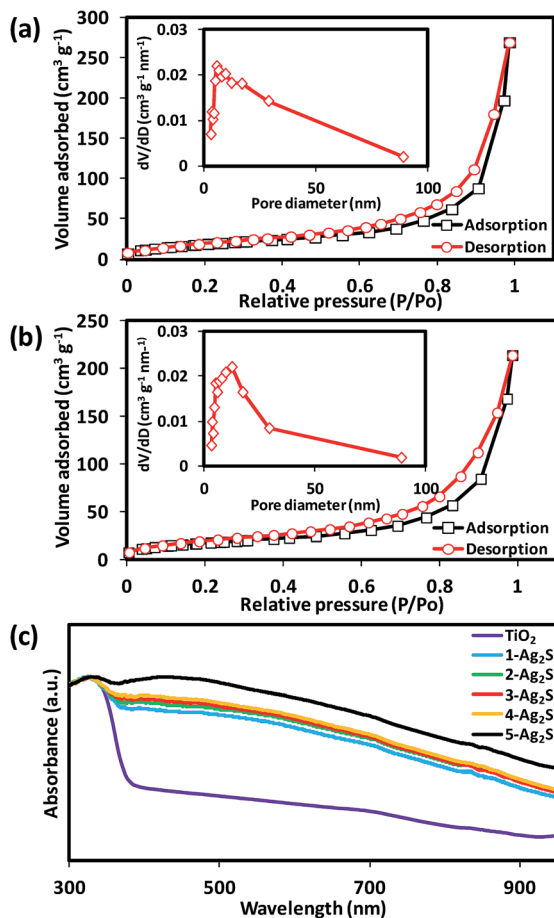 (a)
Volume adsorbed (cm³ g⁻¹)
300
250
200
150
100
50
0
0
0.2
0.4
0.6
0.8
1
Relative pressure (P/Po)
Adsorption
Desorption
dV/dD (cm³ g⁻¹ nm⁻¹)
0.03
0.02
0.01
0
0
50
100
Pore diameter (nm)
(b)
Volume adsorbed (cm³ g⁻¹)
250
200
150
100
50
0
0
0.2
0.4
0.6
0.8
1
Relative pressure (P/Po)
Adsorption
Desorption
dV/dD (cm³ g⁻¹ nm⁻¹)
0.03
0.02
0.01
0
0
50
100
Pore diameter (nm)
(c)
Absorbance (a.u.)
TiO₂
1-Ag₂S
2-Ag₂S
3-Ag₂S
4-Ag₂S
5-Ag₂S
300
500
700
900
Wavelength (nm)